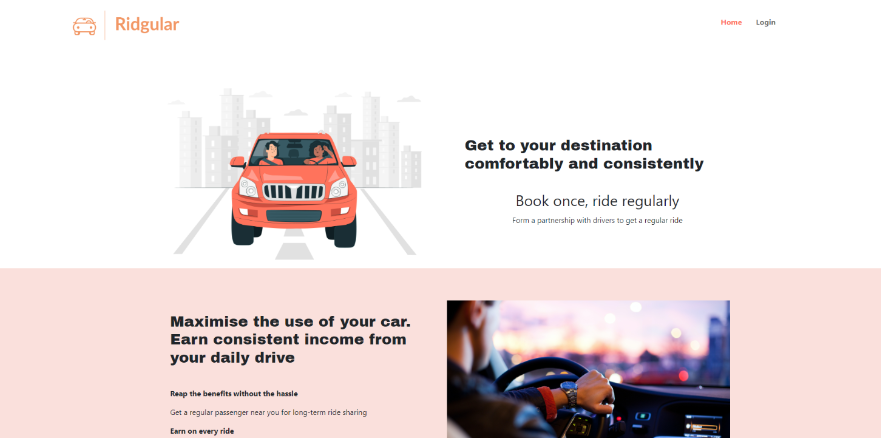 Ridgular
Home Login
Get to your destination
comfortably and consistently
Book once, ride regularly
Form a partnership with drivers to get a regular ride
Maximise the use of your car.
Earn consistent income from
your daily drive
Reap the benefits without the hassle
Get a regular passenger near you for long-term ride sharing
Earn on every ride